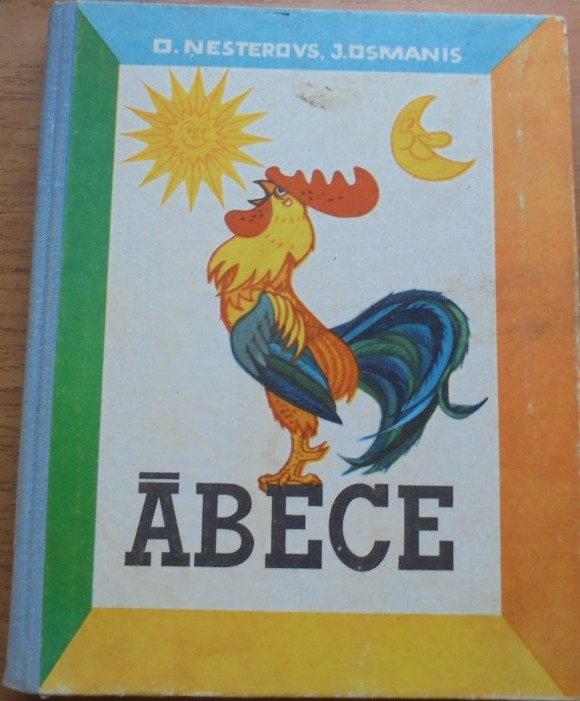 O. ŅESTEROVS, J. OSMANIS
ĀBECE